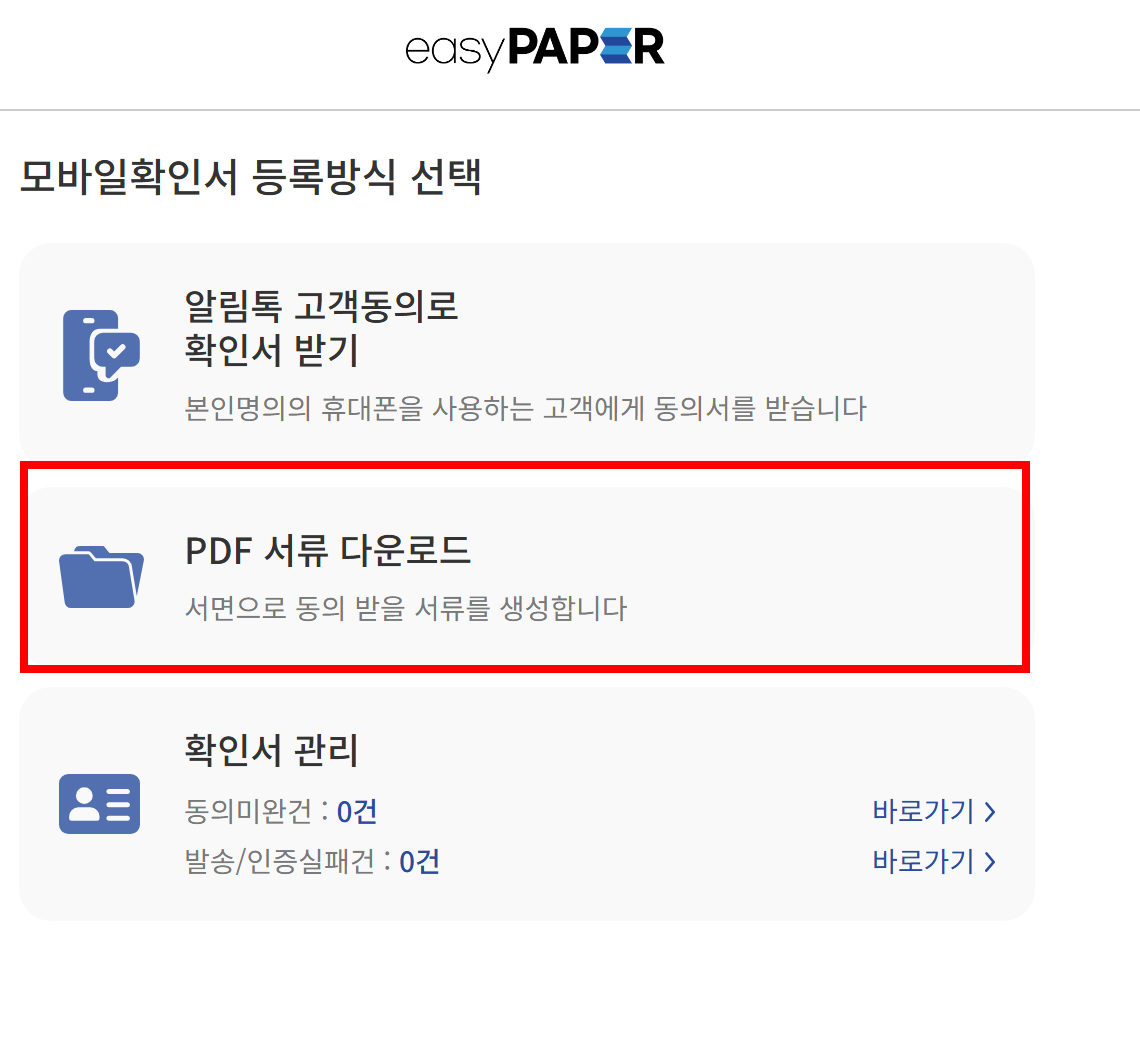 easyPAPER
모바일확인서 등록방식 선택
알림톡 고객동의로
확인서 받기
본인명의의 휴대폰을 사용하는 고객에게 동의서를 받습니다
PDF 서류 다운로드
서면으로 동의 받을 서류를 생성합니다
확인서 관리
동의미완건 : 0건 바로가기 >
발송/인증실패건 : 0건 바로가기 >